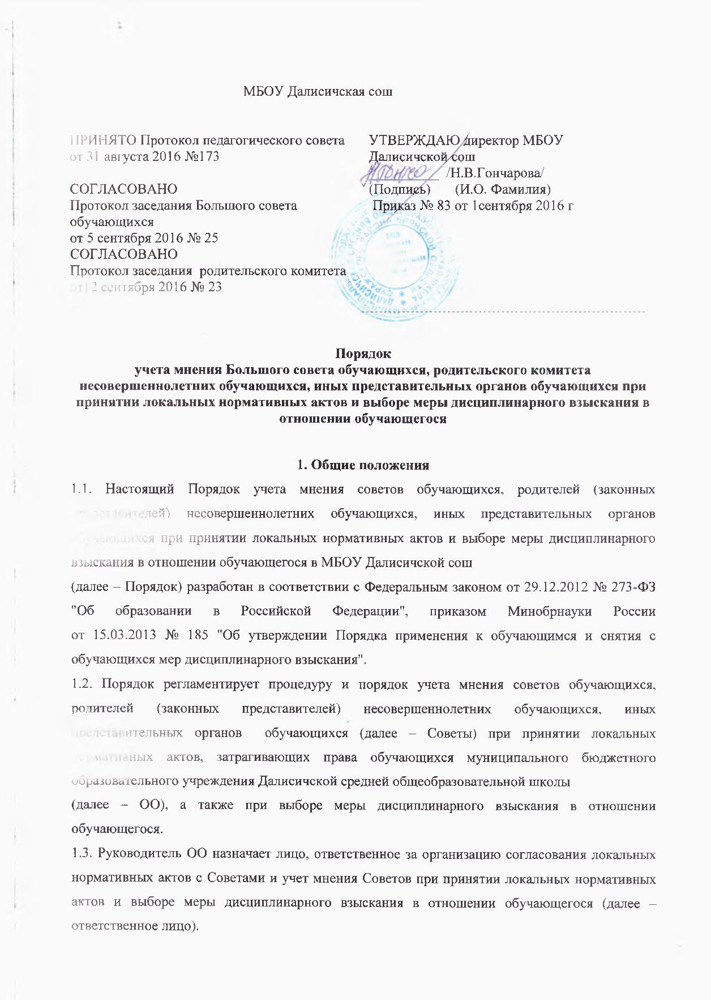 МБОУ Далисичская сош
ПРИНЯТО Протокол педагогического совета
от 31 августа 2016 №173
СОГЛАСОВАНО
Протокол заседания Большого совета
обучающихся
от 5 сентября 2016 № 25
СОГЛАСОВАНО
Протокол заседания родительского комитета
от12 сентября 2016 № 23
УТВЕРЖДАЮ директор МБОУ
Далисичской сош
/Н.В.Гончарова/
(Подпись) (И.О. Фамилия)
Приказ № 83 от 1сентября 2016 г
Порядок
учета мнения Большого совета обучающихся, родительского комитета
несовершеннолетних обучающихся, иных представительных органов обучающихся при
принятии локальных нормативных актов и выборе меры дисциплинарного взыскания в
отношении обучающегося
1. Общие положения
1.1. Настоящий Порядок учета мнения советов обучающихся, родителей (законных
представителей) несовершеннолетних обучающихся, иных представительных органов
обучающихся при принятии локальных нормативных актов и выборе меры дисциплинарного
взыскания в отношении обучающегося в МБОУ Далисичской сош
(далее – Порядок) разработан в соответствии с Федеральным законом от 29.12.2012 № 273-ФЗ
"Об образовании в Российской Федерации", приказом Минобрнауки России
от 15.03.2013 № 185 "Об утверждении Порядка применения к обучающимся и снятия с
обучающихся мер дисциплинарного взыскания".
1.2. Порядок регламентирует процедуру и порядок учета мнения советов обучающихся,
родителей (законных представителей) несовершеннолетних обучающихся, иных
представительных органов обучающихся (далее – Советы) при принятии локальных
нормативных актов, затрагивающих права обучающихся муниципального бюджетного
образовательного учреждения Далисичской средней общеобразовательной школы
(далее – ОО), а также при выборе меры дисциплинарного взыскания в отношении
обучающегося.
1.3. Руководитель ОО назначает лицо, ответственное за организацию согласования локальных
нормативных актов с Советами и учет мнения Советов при принятии локальных нормативных
актов и выборе меры дисциплинарного взыскания в отношении обучающегося (далее –
ответственное лицо).